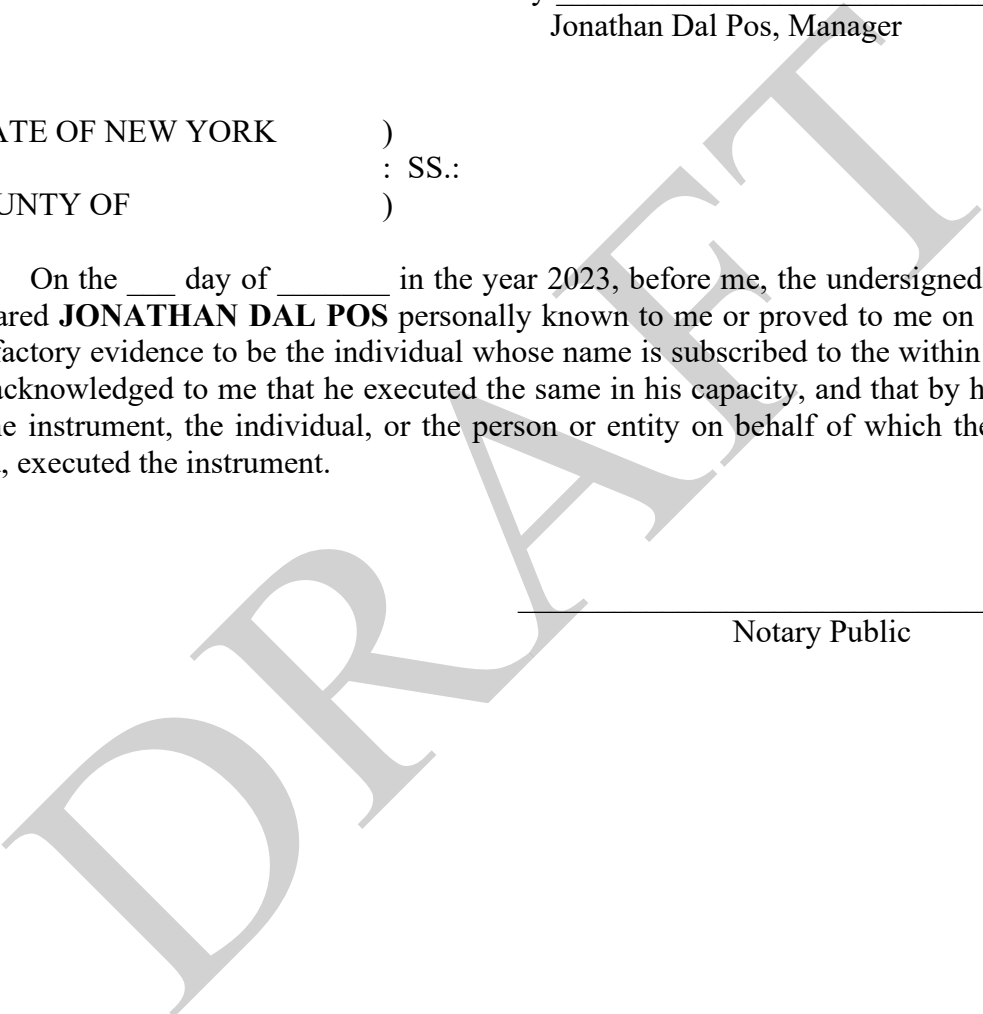 y ______________________________
Jonathan Dal Pos, Manager
ATE OF NEW YORK )
: SS.:
UNTY OF )
On the ___ day of _______ in the year 2023, before me, the undersigned
ared JONATHAN DAL POS personally known to me or proved to me on
factory evidence to be the individual whose name is subscribed to the within
acknowledged to me that he executed the same in his capacity, and that by h
e instrument, the individual, or the person or entity on behalf of which the
, executed the instrument.
______________________________
Notary Public
DRAFT